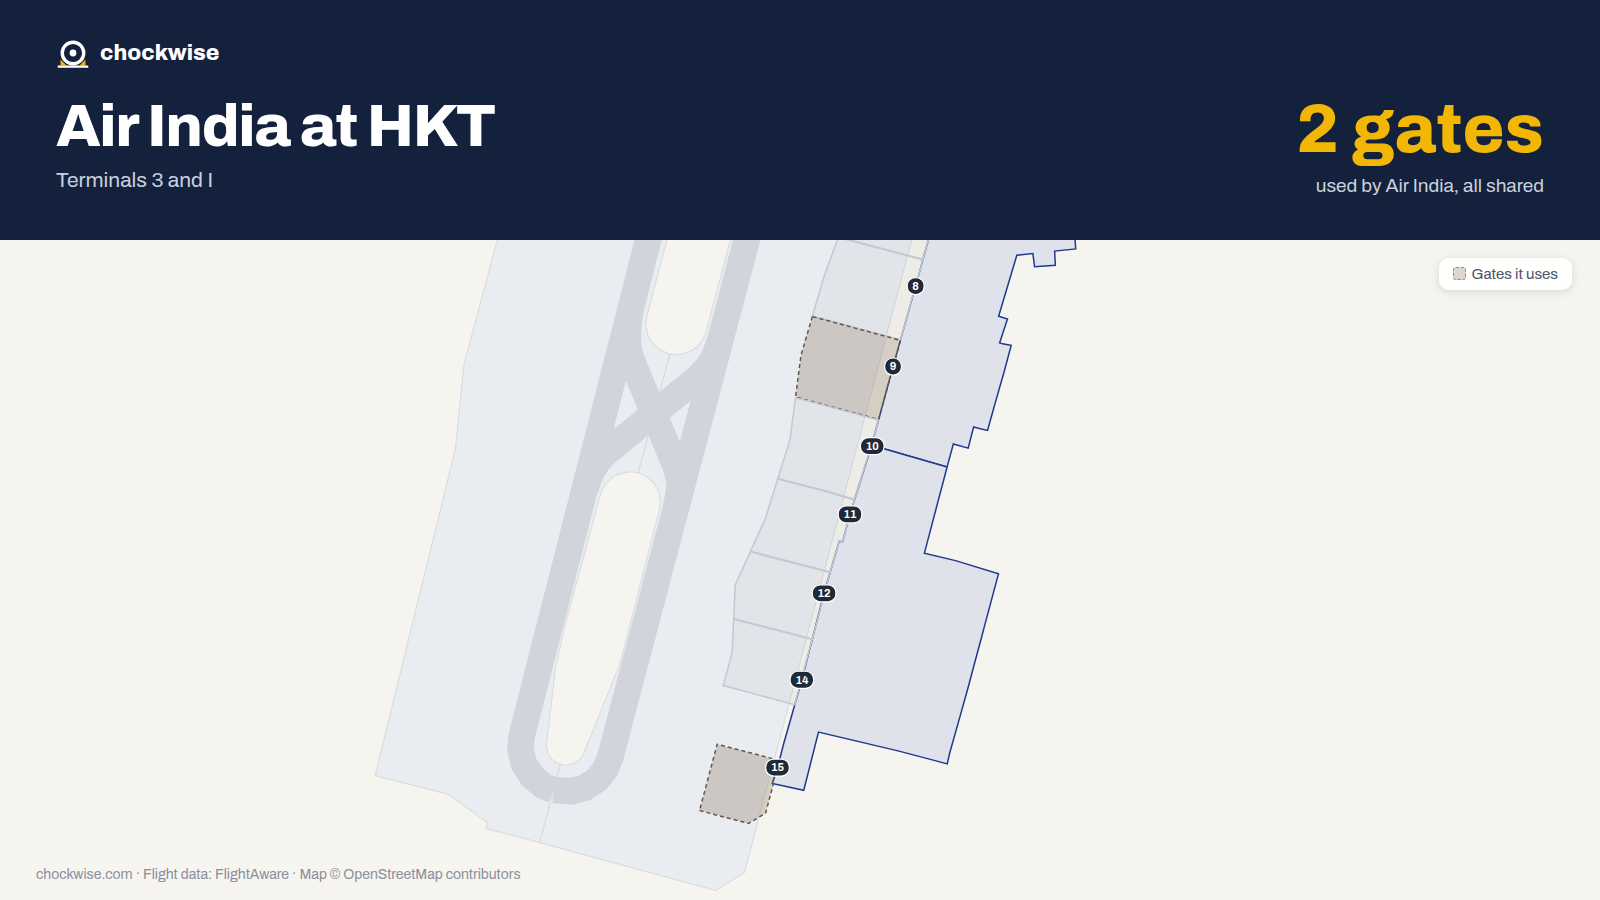 chockwise
Air India at HKT
Terminals 3 and I
2 gates
used by Air India, all shared
Gates it uses
8
9
10
11
12
14
15
chockwise.com · Flight data: FlightAware · Map © OpenStreetMap contributors